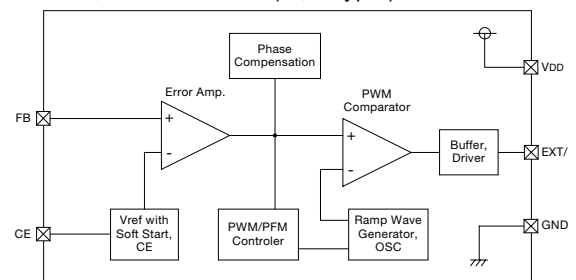 Phase
Compensation
VDD
Error Amp.
PWM
Comparator
FB
+
-
+
-
Buffer,
Driver
EXT/
CE
Vref with
Soft Start,
CE
PWM/PFM
Controler
Ramp Wave
Generator,
OSC
GND